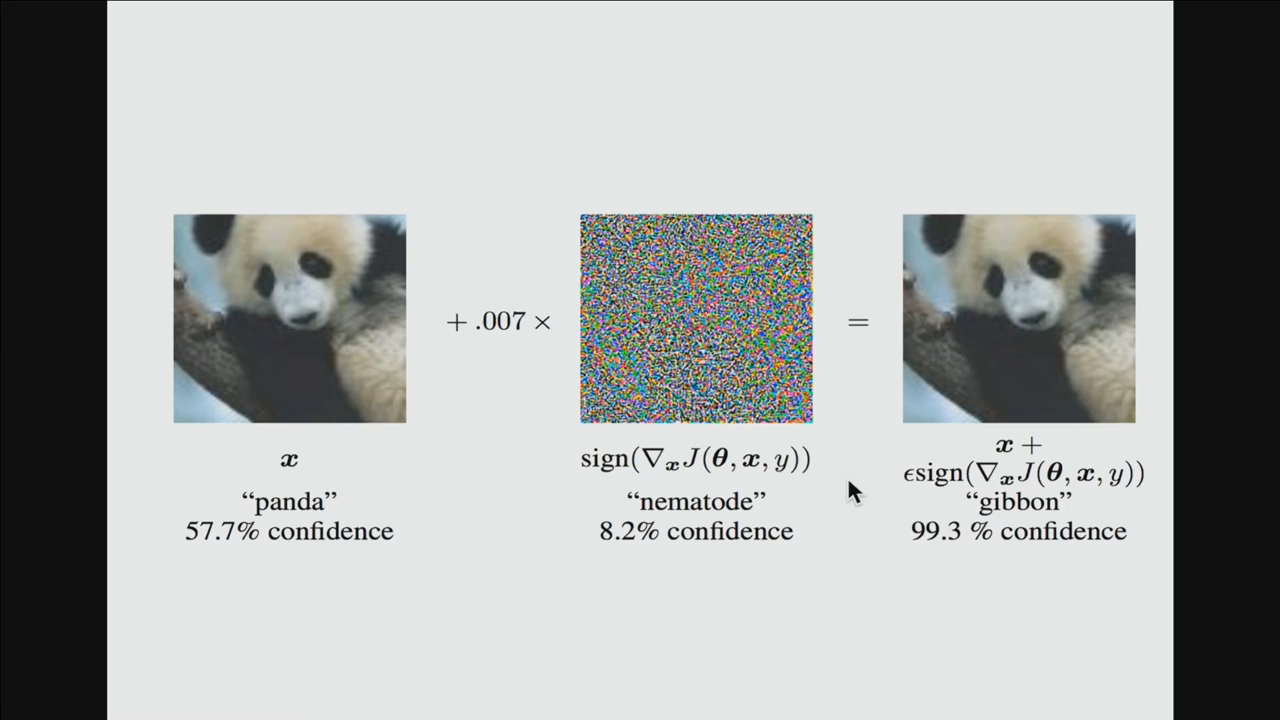 + .007 ×
=
x
sign(∇ₓJ(θ, x, y))
x +
ϵsign(∇ₓJ(θ, x, y))
“panda”
57.7% confidence
“nematode”
8.2% confidence
“gibbon”
99.3 % confidence